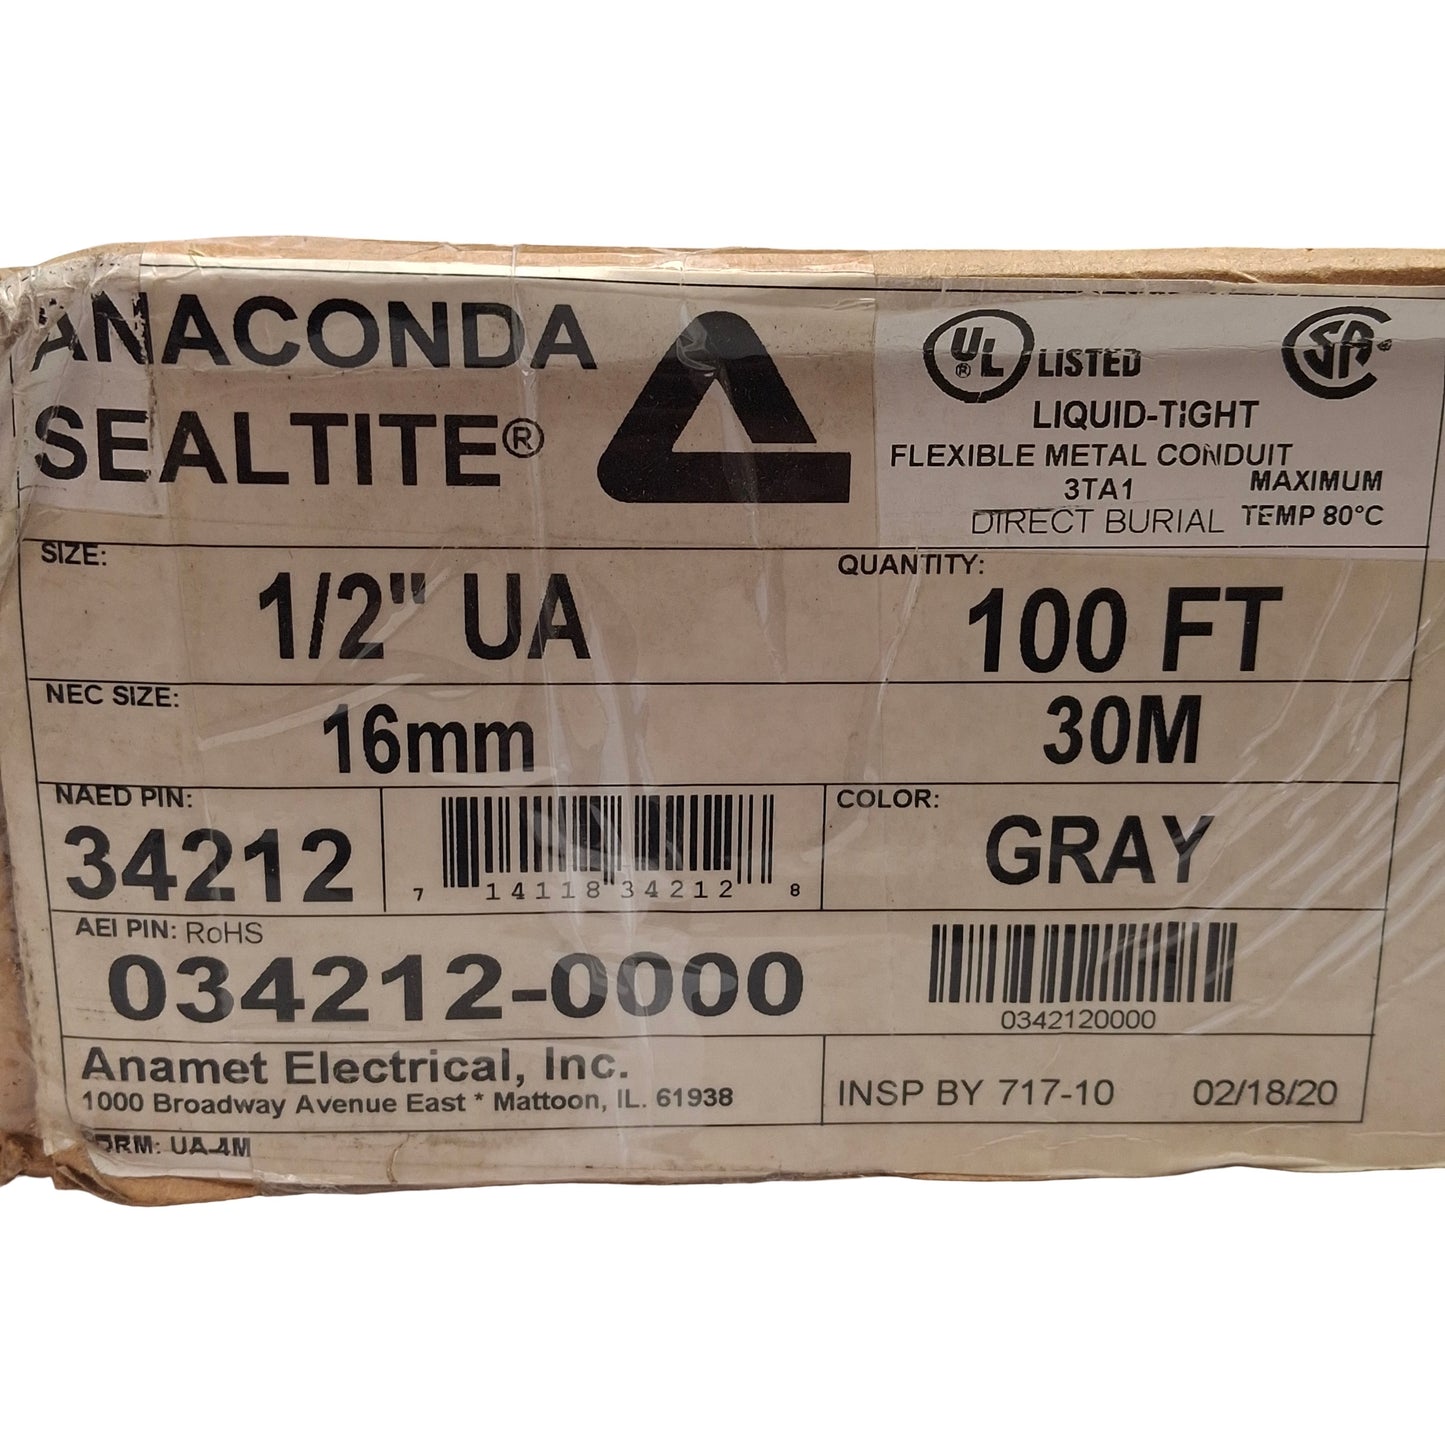 ANACONDA
SEALTITE®
UL ® LISTED
CSA
LIQUID-TIGHT
FLEXIBLE METAL CONDUIT
3TA1
DIRECT BURIAL
MAXIMUM
TEMP 80°C
SIZE:
1/2" UA
QUANTITY:
100 FT
NEC SIZE:
16mm
30M
NAED PIN:
34212
7 14118 34212 8
COLOR:
GRAY
AEI PIN: RoHS
034212-0000
0342120000
Anamet Electrical, Inc.
1000 Broadway Avenue East * Mattoon, IL. 61938
INSP BY 717-10 02/18/20
FORM: UA-4M